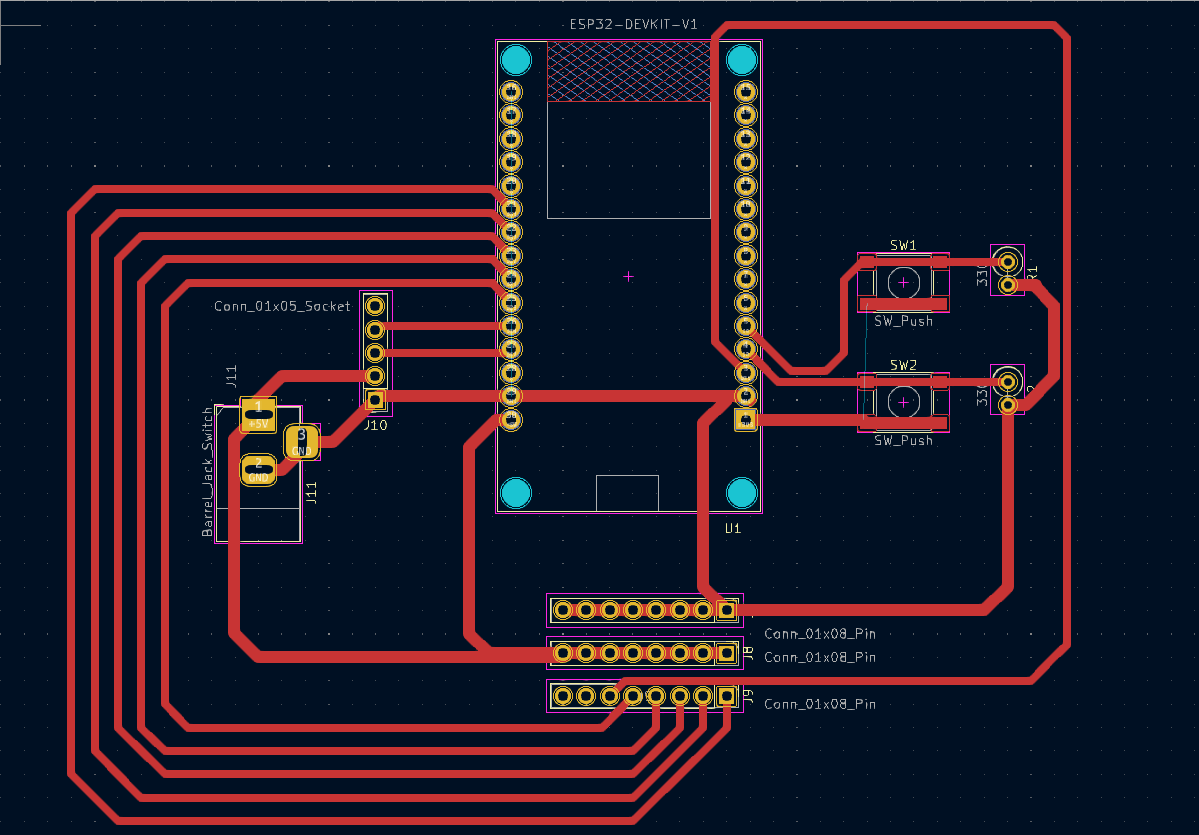 ESP32-DEVKIT-V1
SW1
R1
330
SW_Push
Conn_01x05_Socket
J11
SW2
330
SW_Push
1
+5V
J10
3
GND
2
GND
Barrel_Jack_Switch
J11
U1
Conn_01x08_Pin
J8
Conn_01x08_Pin
J9
Conn_01x08_Pin